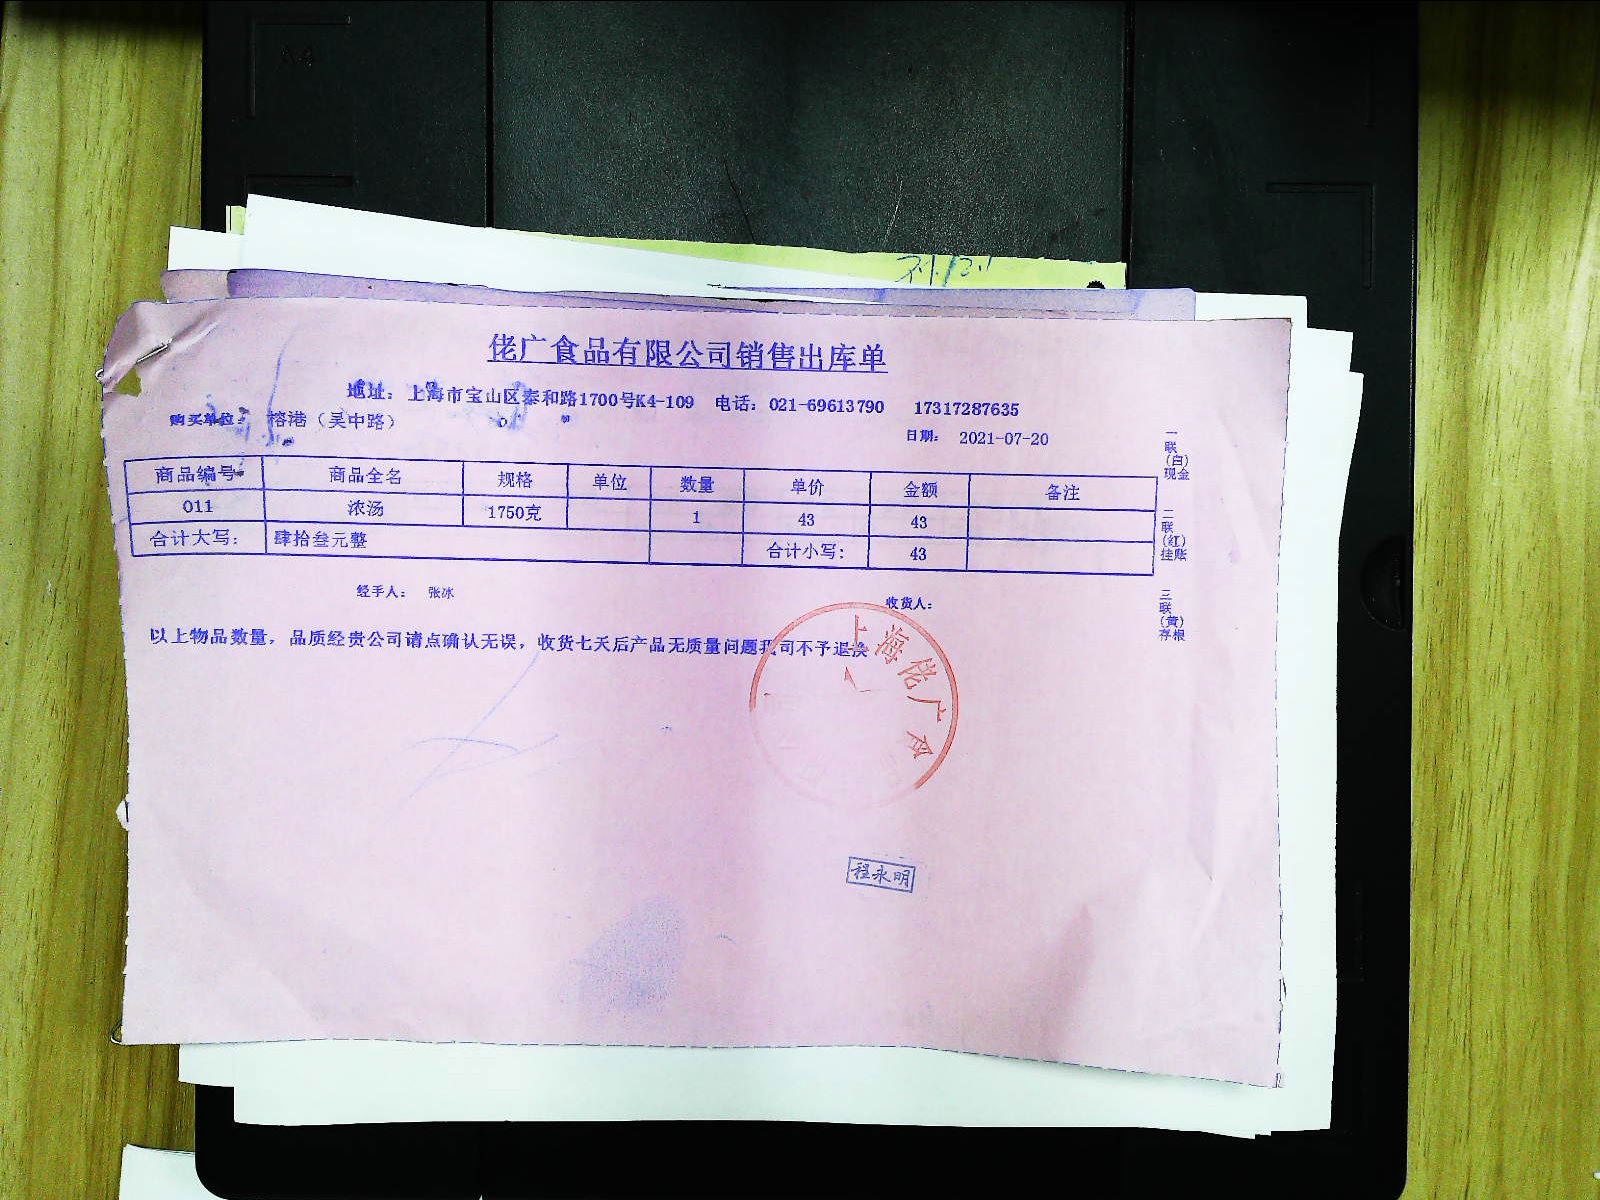 A4
佬广食品有限公司销售出库单
地址： 上海市宝山区泰和路1700号K4-109 电话：021-69613790 17317287635
购买单位： 榕港（吴中路）
日期： 2021-07-20
商品编号 商品全名 规格 单位 数量 单价 金额 备注
011 浓汤 1750克 1 43 43
合计大写： 肆拾叁元整 合计小写： 43
经手人： 张冰 收货人：
以上物品数量，品质经贵公司请点确认无误，收货七天后产品无质量问题我司不予退换
一联（白）现金
二联（红）挂账
三联（黄）存根
上海佬广食
程永明